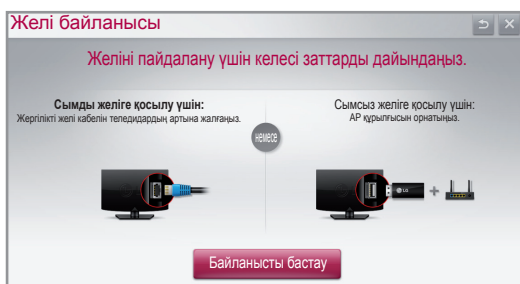 Желі байланысы
Желіні пайдалану үшін келесі заттарды дайындаңыз.
Сымды желіге қосылу үшін:
Жергілікті желі кабелін теледидардың артына жалғаңыз.
немесе
Сымсыз желіге қосылу үшін:
AP құрылғысын орнатыңыз.
LG
Байланысты бастау